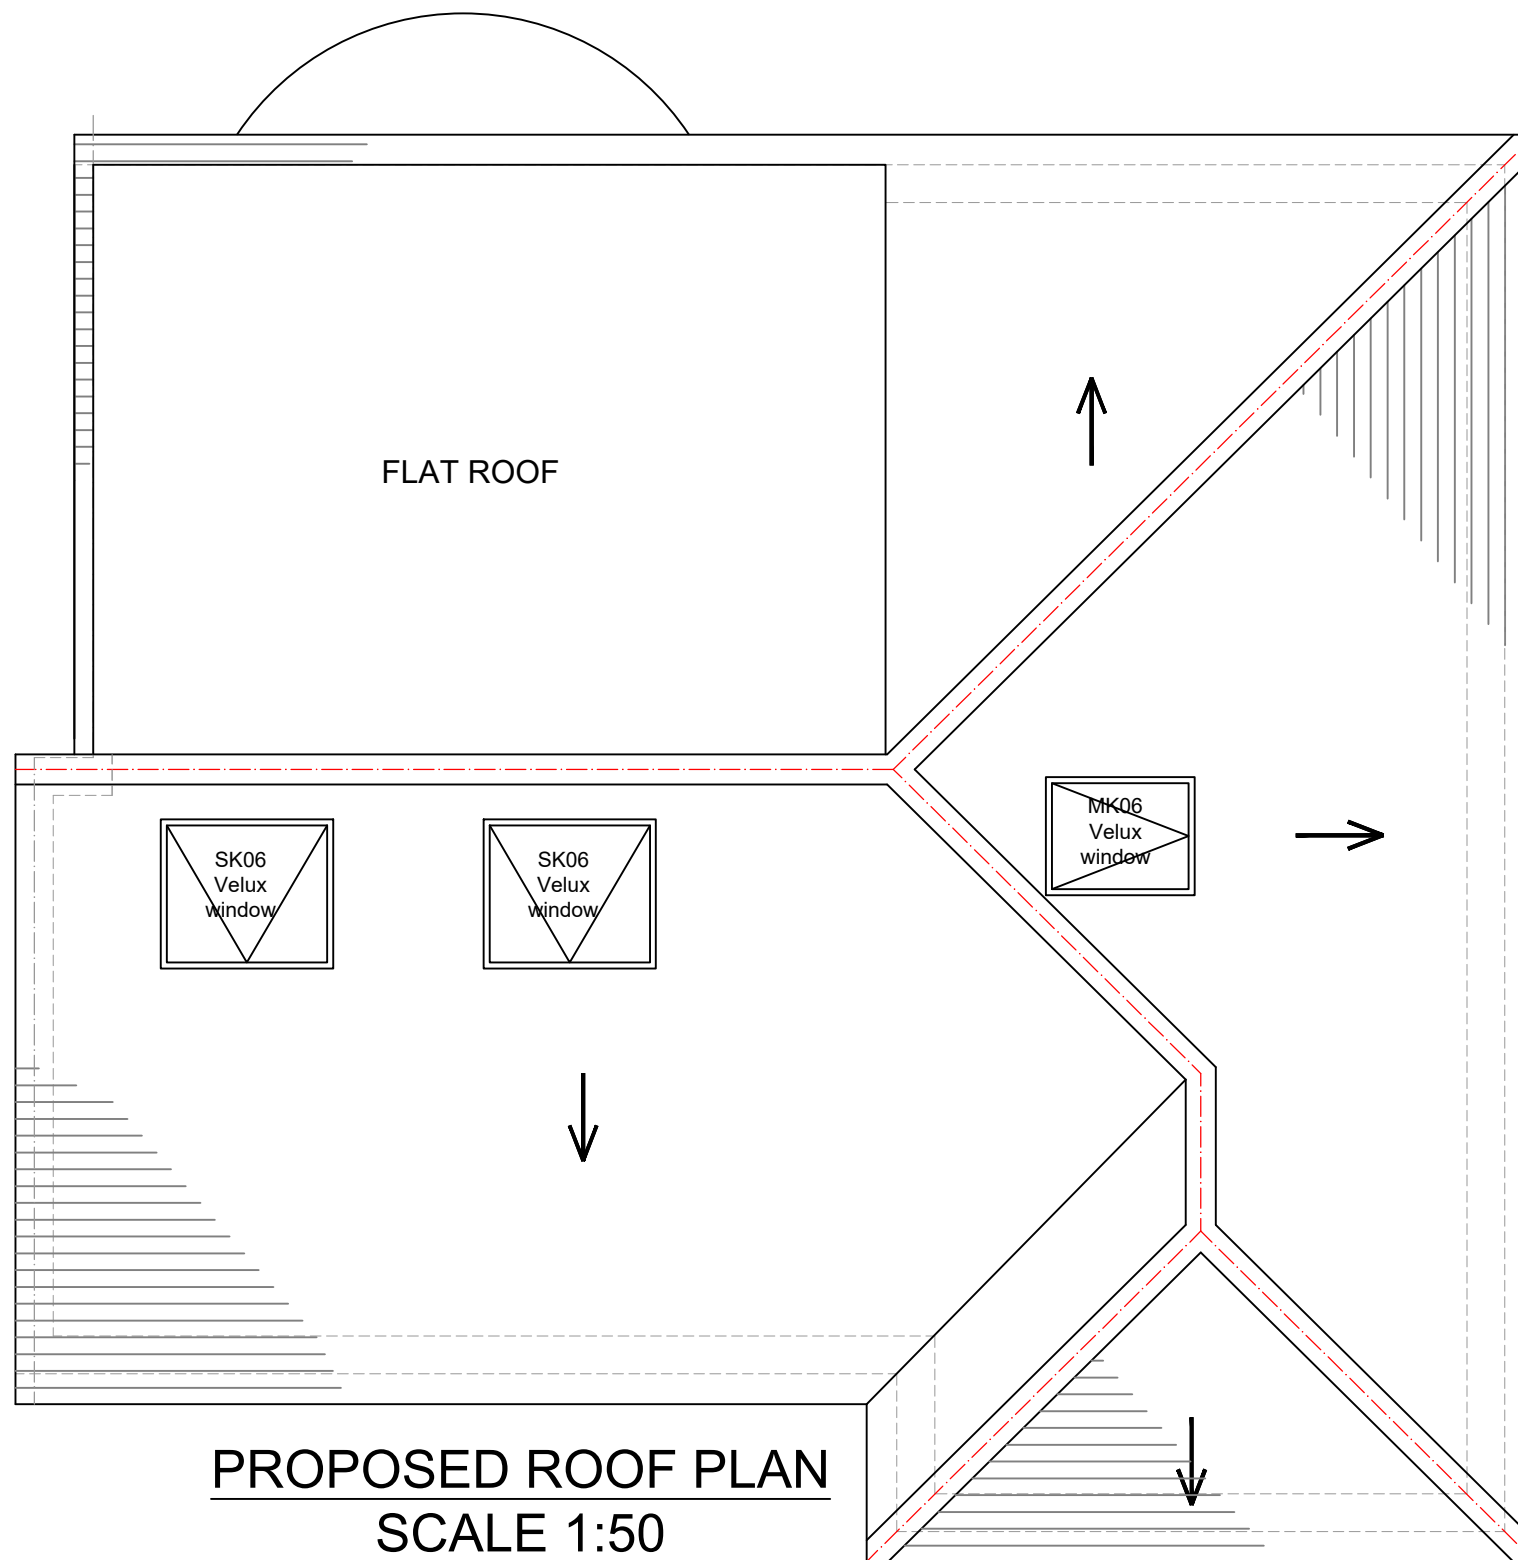 FLAT ROOF
SK06
Velux
window
SK06
Velux
window
MK06
Velux
window
PROPOSED ROOF PLAN
SCALE 1:50